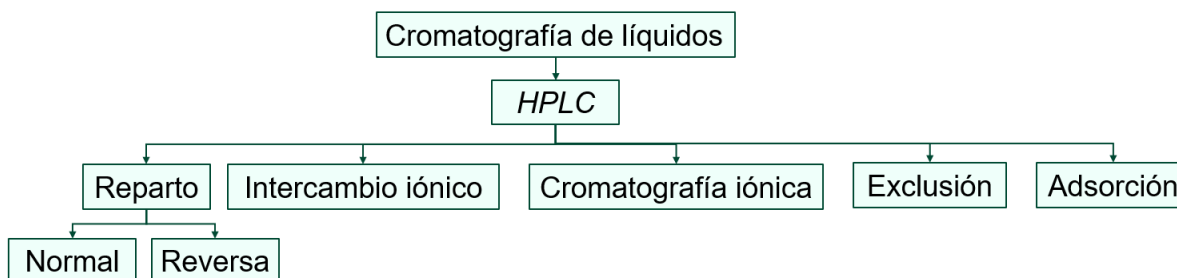 Cromatografía de líquidos
HPLC
Reparto
Intercambio iónico
Cromatografía iónica
Exclusión
Adsorción
Normal
Reversa